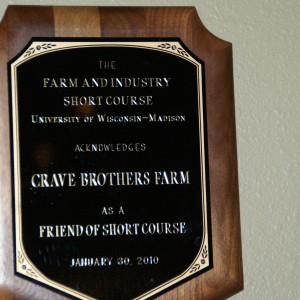 THE
FARM AND INDUSTRY
SHORT COURSE
UNIVERSITY OF WISCONSIN–MADISON
ACKNOWLEDGES
CRAVE BROTHERS FARM
AS A
FRIEND OF SHORT COURSE
JANUARY 30, 2010